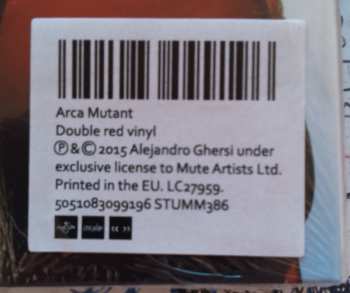 Arca Mutant
Double red vinyl
Ⓟ & © 2015 Alejandro Ghersi under
exclusive license to Mute Artists Ltd.
Printed in the EU. LC27959.
5051083099196 STUMM386